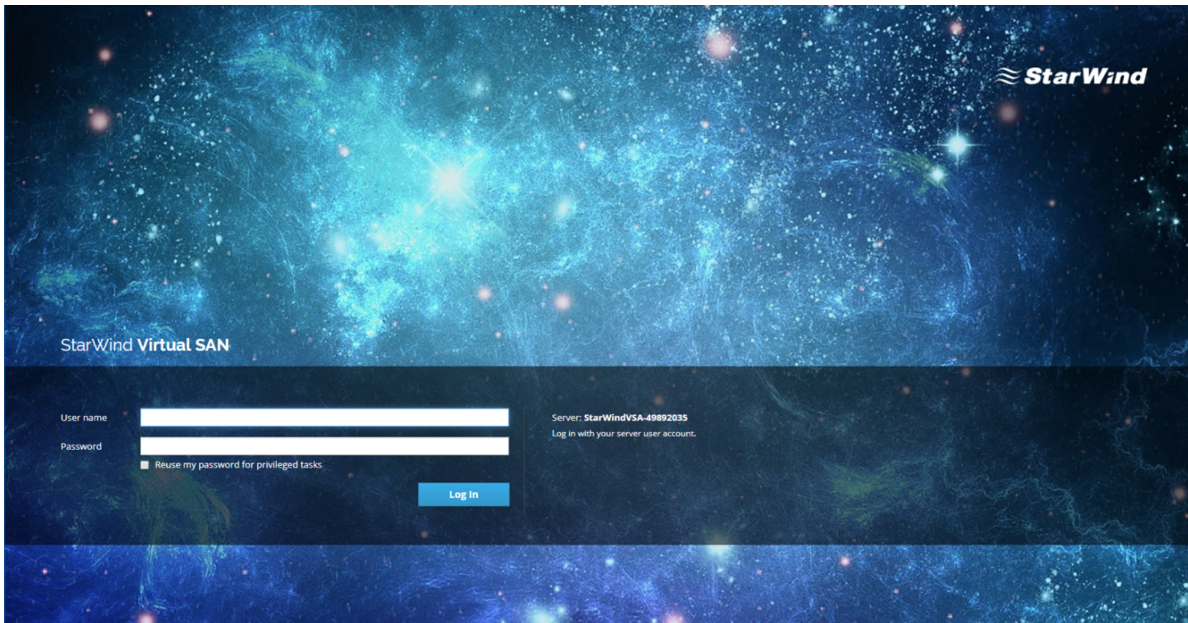 StarWind
StarWind Virtual SAN
User name
Password
Reuse my password for privileged tasks
Log In
Server: StarWindVSA-49892035
Log in with your server user account.